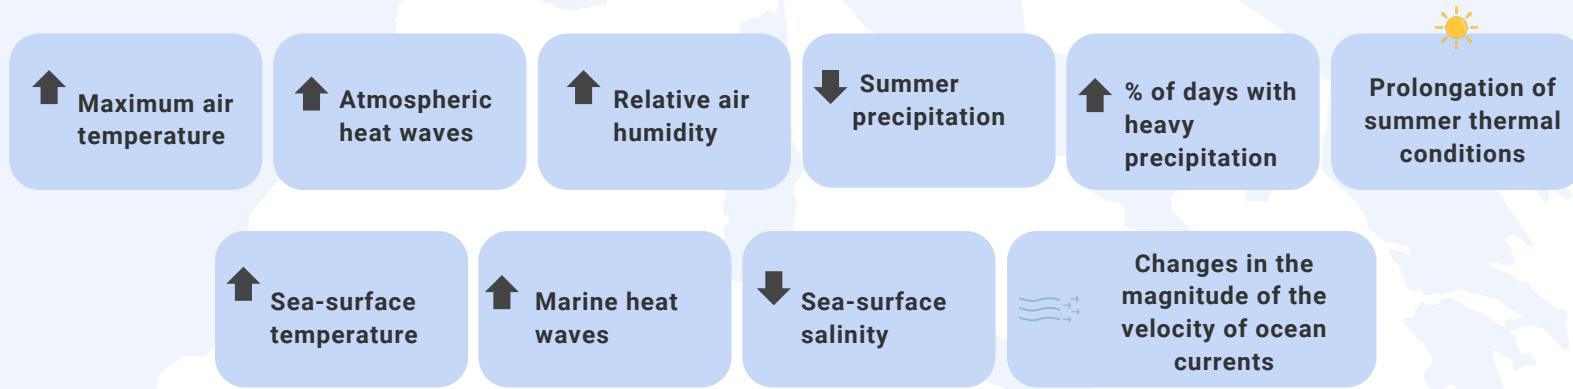 Maximum air
temperature
Atmospheric
heat waves
Relative air
humidity
Summer
precipitation
% of days with
heavy
precipitation
Prolongation of
summer thermal
conditions
Sea-surface
temperature
Marine heat
waves
Sea-surface
salinity
Changes in the
magnitude of the
velocity of ocean
currents